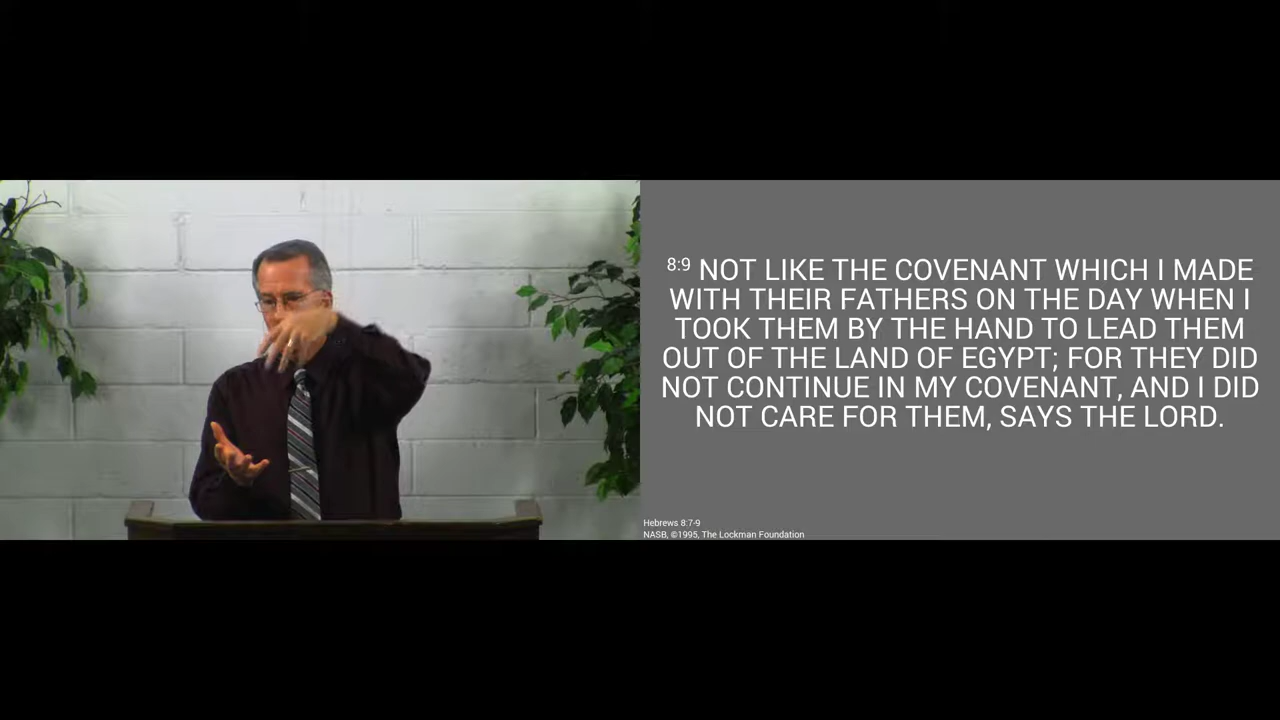 8:9 NOT LIKE THE COVENANT WHICH I MADE
WITH THEIR FATHERS ON THE DAY WHEN I
TOOK THEM BY THE HAND TO LEAD THEM
OUT OF THE LAND OF EGYPT; FOR THEY DID
NOT CONTINUE IN MY COVENANT, AND I DID
NOT CARE FOR THEM, SAYS THE LORD.
Hebrews 8:7-9
NASB, ©1995, The Lockman Foundation